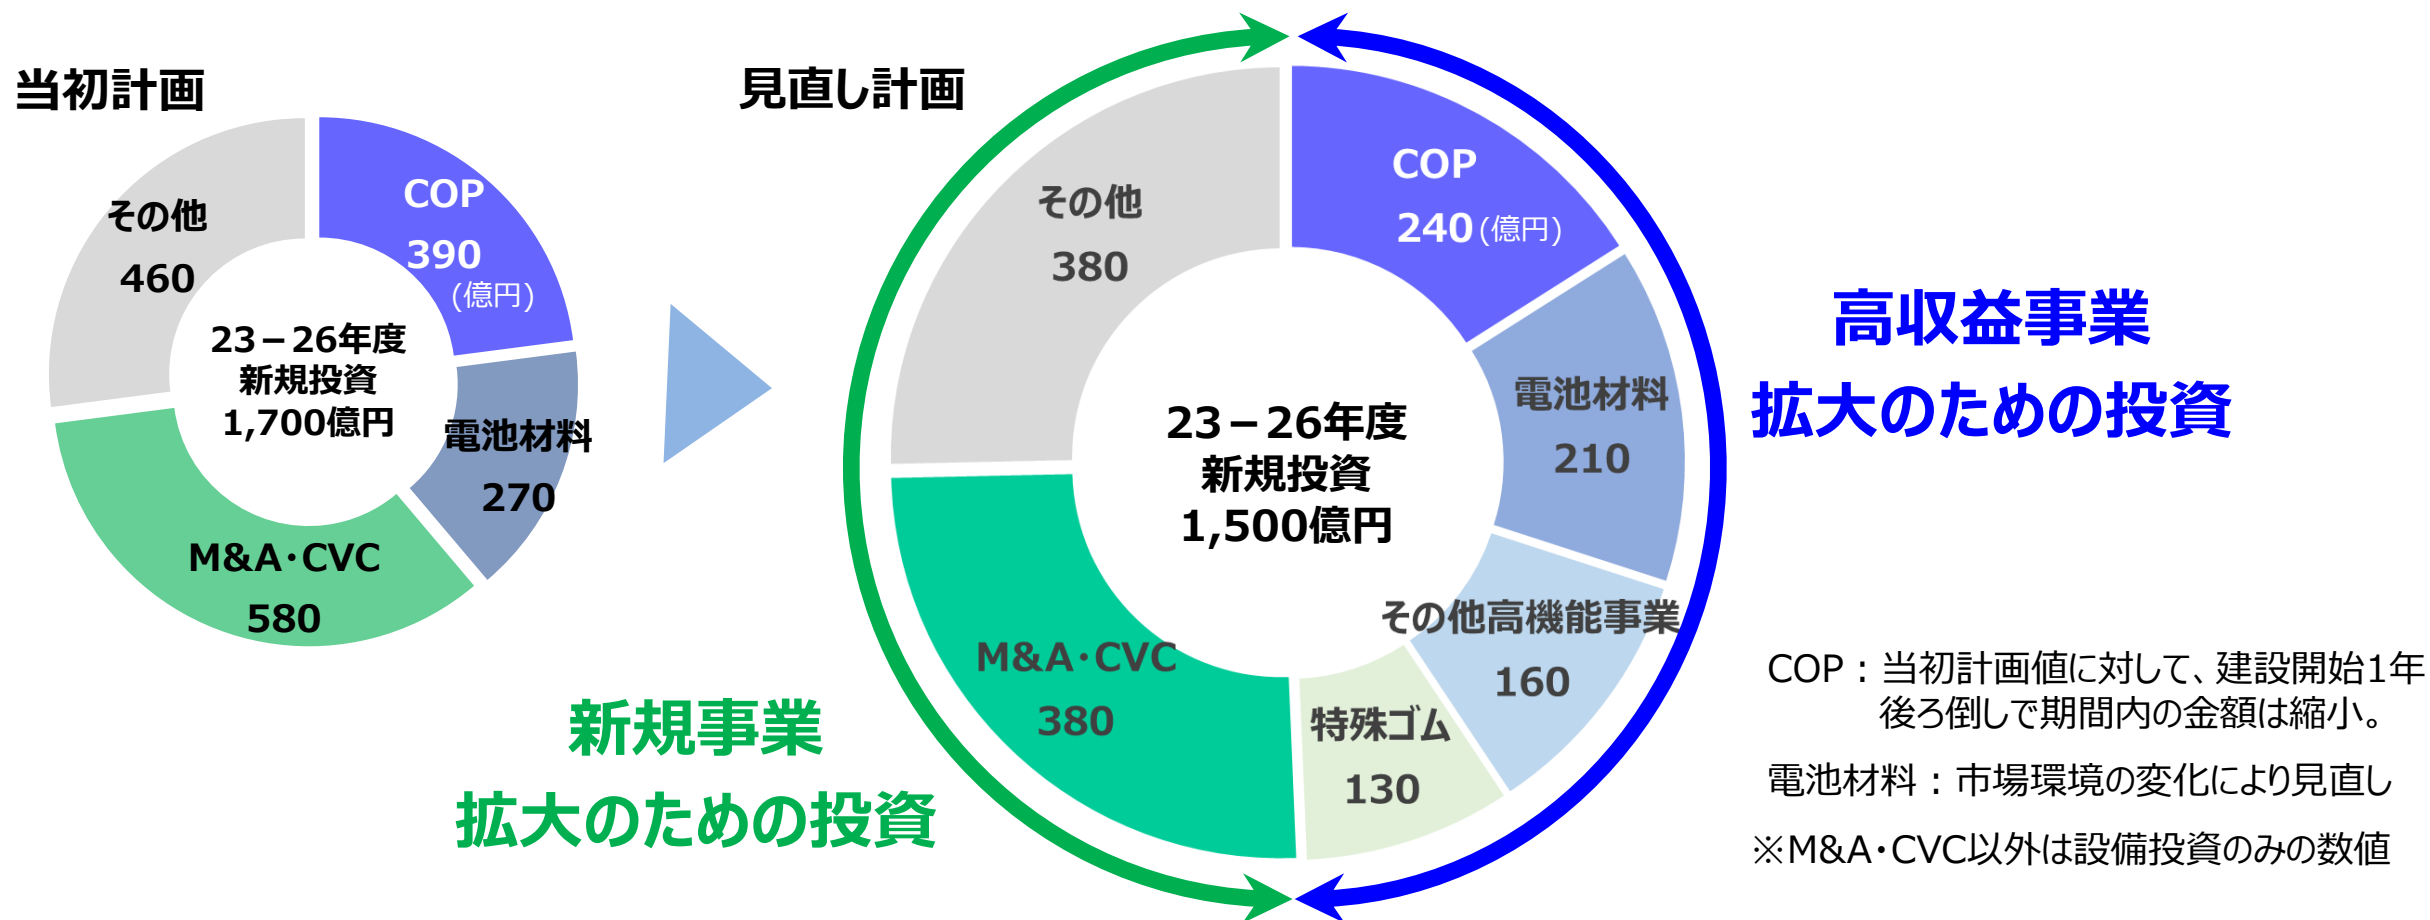 当初計画
COP
390
(億円)
その他
460
電池材料
270
M&A・CVC
580
23－26年度
新規投資
1,700億円
見直し計画
COP
240(億円)
電池材料
210
その他高機能事業
160
特殊ゴム
130
M&A・CVC
380
その他
380
23－26年度
新規投資
1,500億円
新規事業
拡大のための投資
高収益事業
拡大のための投資
COP：当初計画値に対して、建設開始1年
後ろ倒しで期間内の金額は縮小。
電池材料：市場環境の変化により見直し
※M&A・CVC以外は設備投資のみの数値